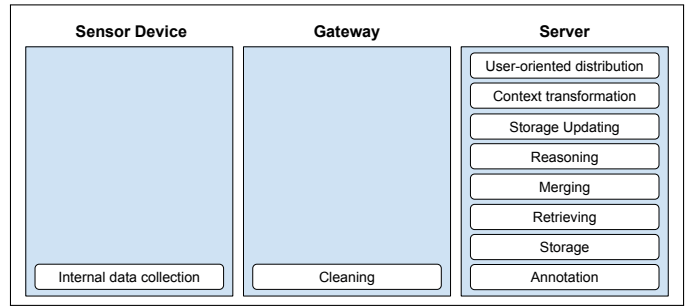 Sensor Device
Gateway
Server
User-oriented distribution
Context transformation
Storage Updating
Reasoning
Merging
Retrieving
Storage
Internal data collection
Cleaning
Annotation